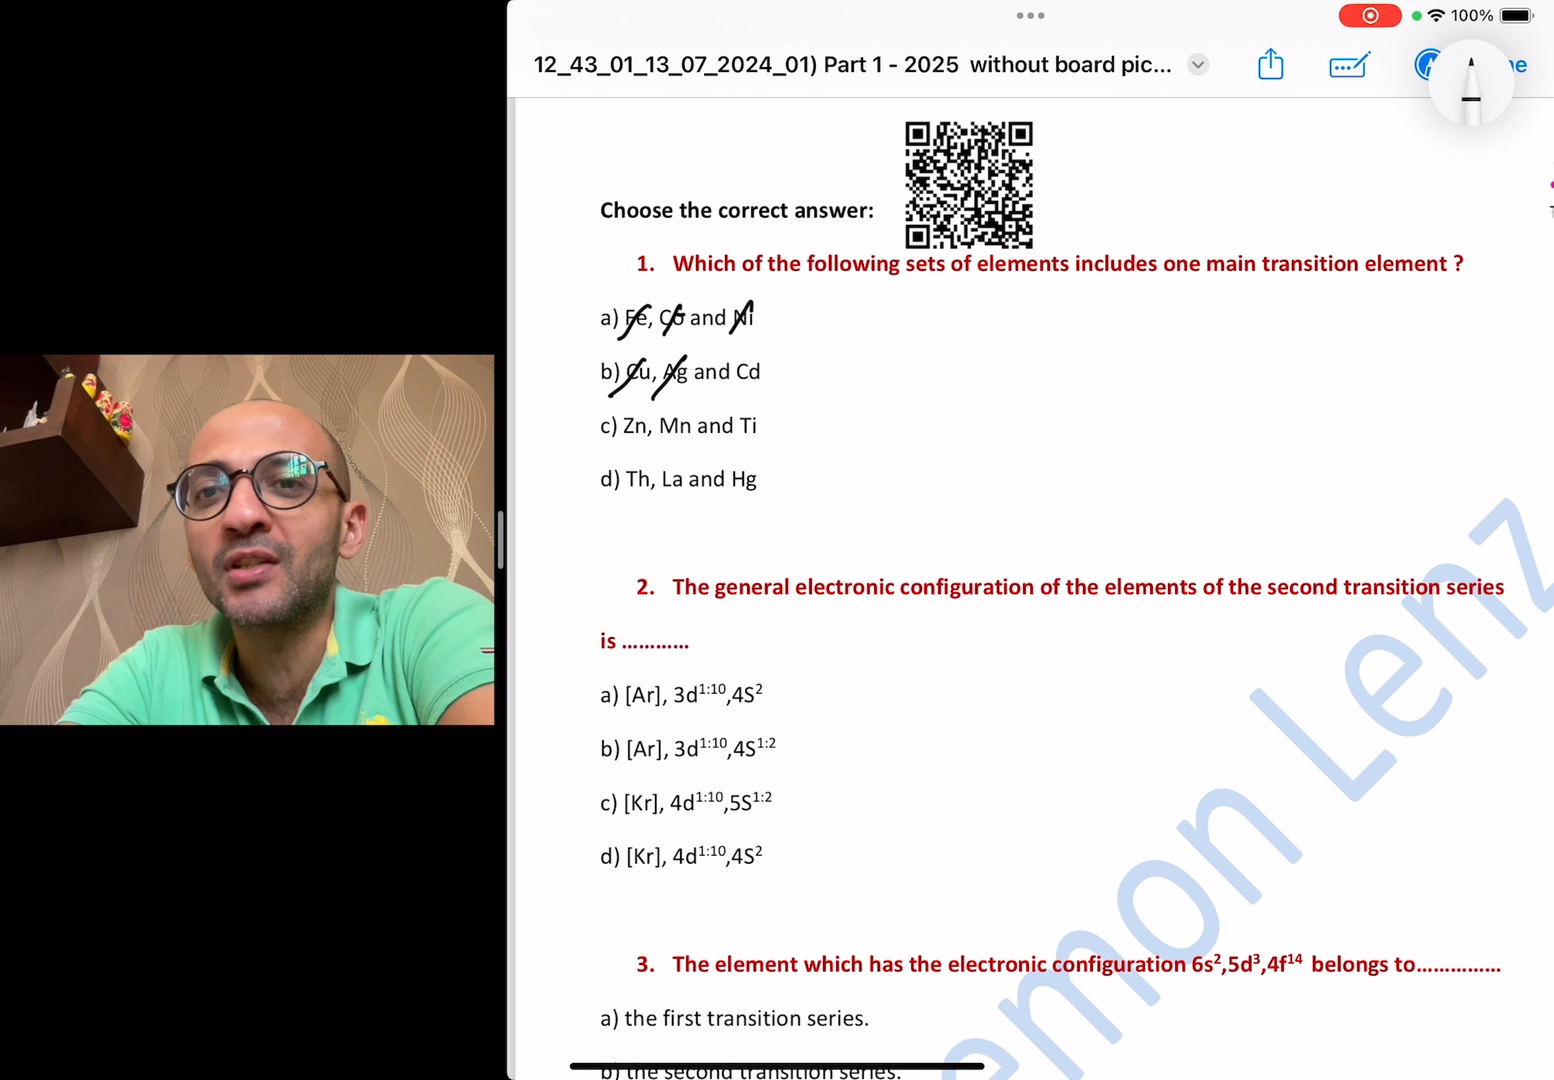 100%
12_43_01_13_07_2024_01) Part 1 - 2025 without board pic...
Choose the correct answer:
1. Which of the following sets of elements includes one main transition element ?
a) Fe, Co and Ni
b) Cu, Ag and Cd
c) Zn, Mn and Ti
d) Th, La and Hg
2. The general electronic configuration of the elements of the second transition series
is ............
a) [Ar], 3d¹:¹⁰,4S²
b) [Ar], 3d¹:¹⁰,4S¹:²
c) [Kr], 4d¹:¹⁰,5S¹:²
d) [Kr], 4d¹:¹⁰,4S²
3. The element which has the electronic configuration 6s²,5d³,4f¹⁴ belongs to...............
a) the first transition series.
b) the second transition series.
emon Lenz